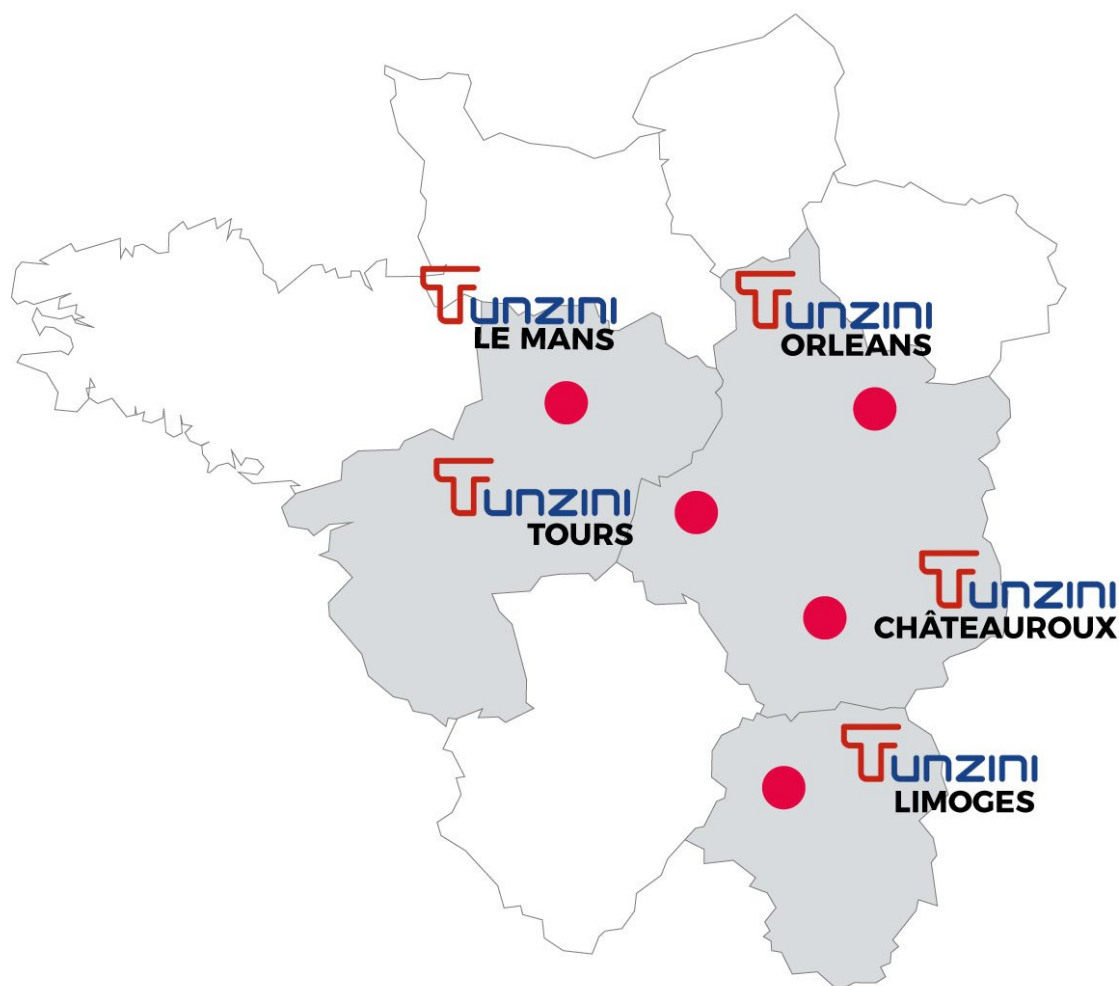 Tunzini
LE MANS
Tunzini
ORLEANS
Tunzini
TOURS
Tunzini
CHÂTEAUROUX
Tunzini
LIMOGES